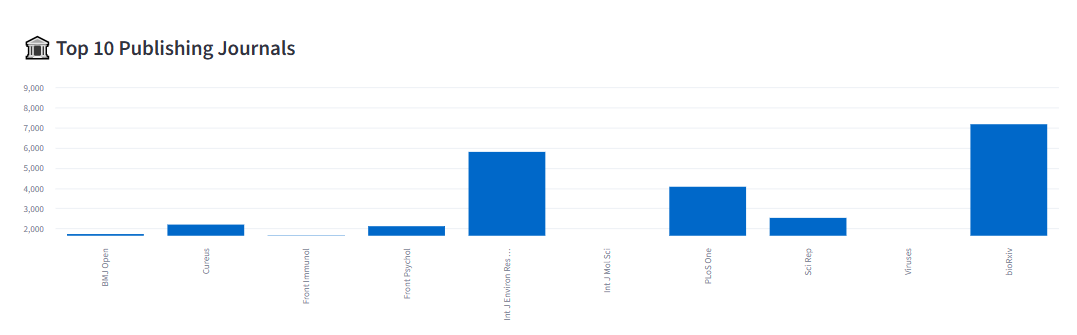 Top 10 Publishing Journals
9,000
8,000
7,000
6,000
5,000
4,000
3,000
2,000
BMJ Open
Cureus
Front Immunol
Front Psychol
Int J Environ Res …
Int J Mol Sci
PLoS One
Sci Rep
Viruses
bioRxiv